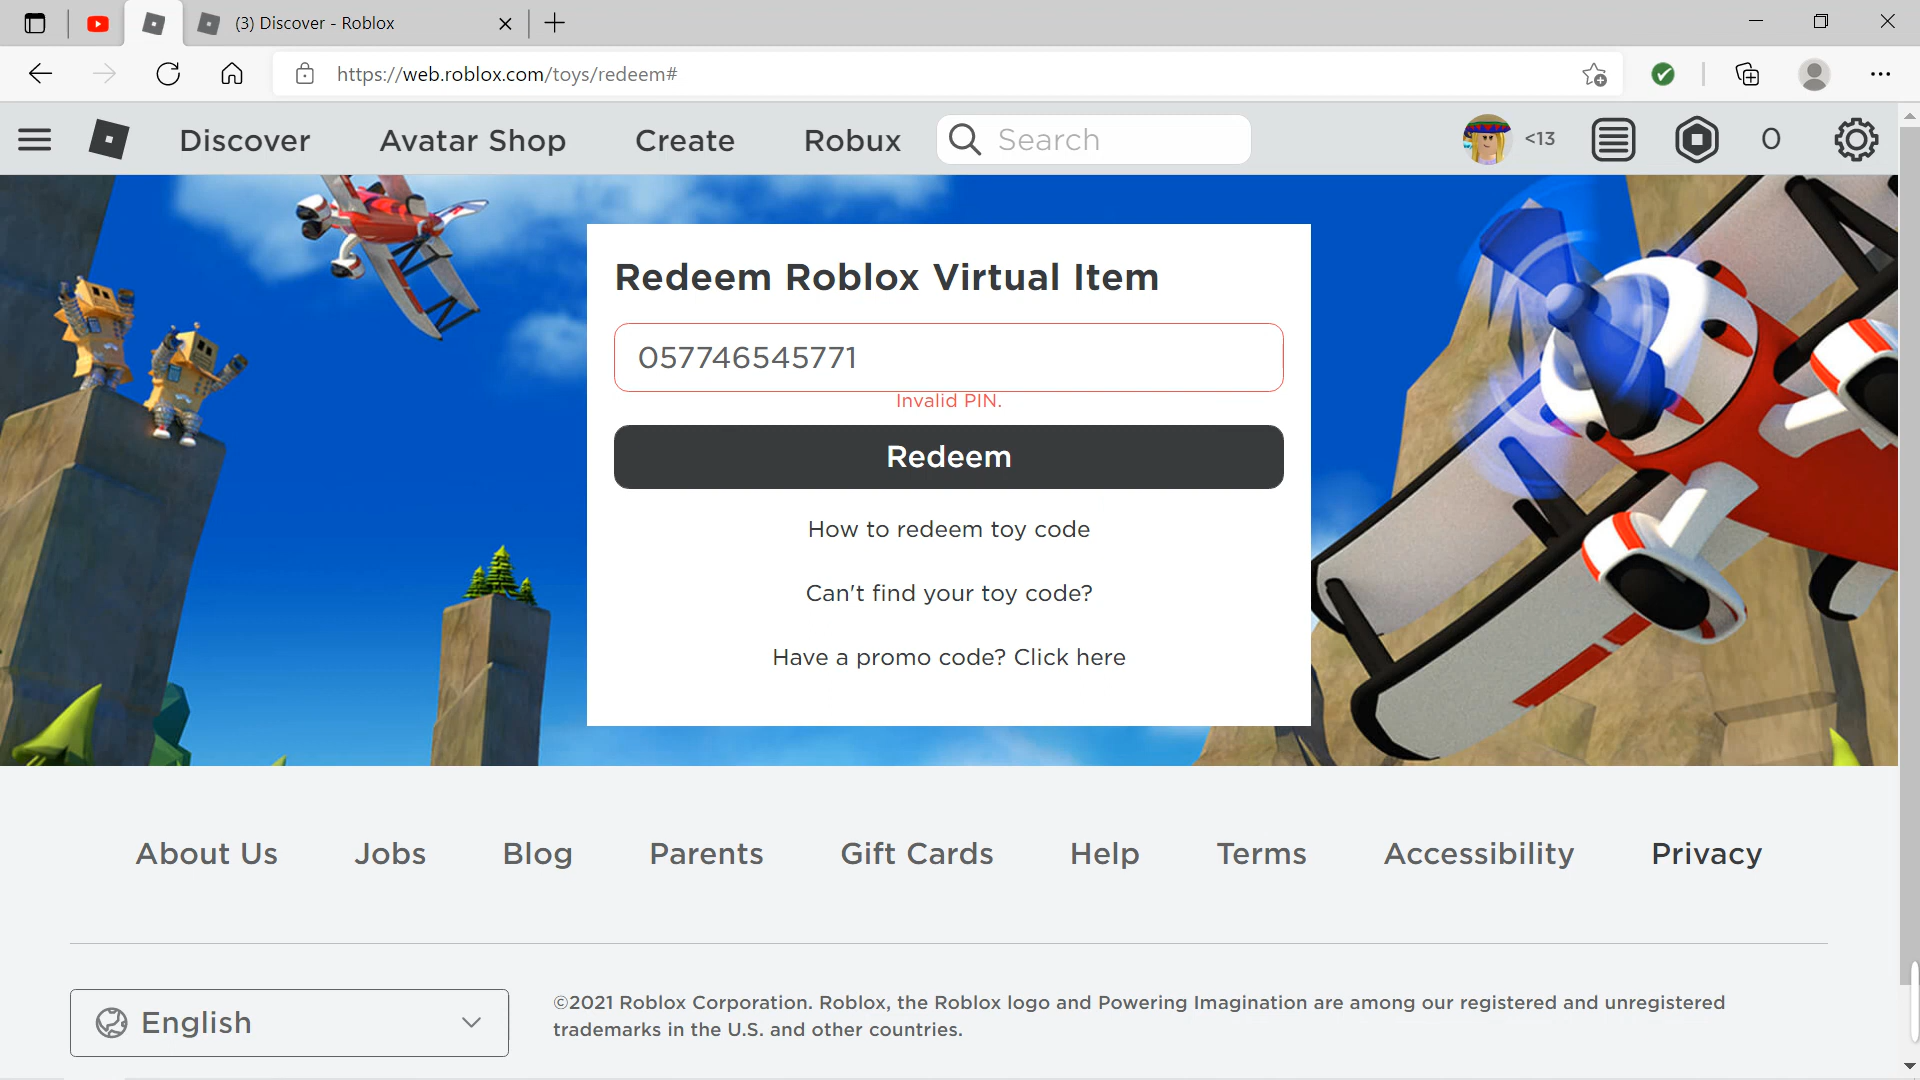 (3) Discover - Roblox
https://web.roblox.com/toys/redeem#
Discover
Avatar Shop
Create
Robux
Search
<13
0
Redeem Roblox Virtual Item
057746545771
Invalid PIN.
Redeem
How to redeem toy code
Can't find your toy code?
Have a promo code? Click here
About Us
Jobs
Blog
Parents
Gift Cards
Help
Terms
Accessibility
Privacy
English
©2021 Roblox Corporation. Roblox, the Roblox logo and Powering Imagination are among our registered and unregistered
trademarks in the U.S. and other countries.